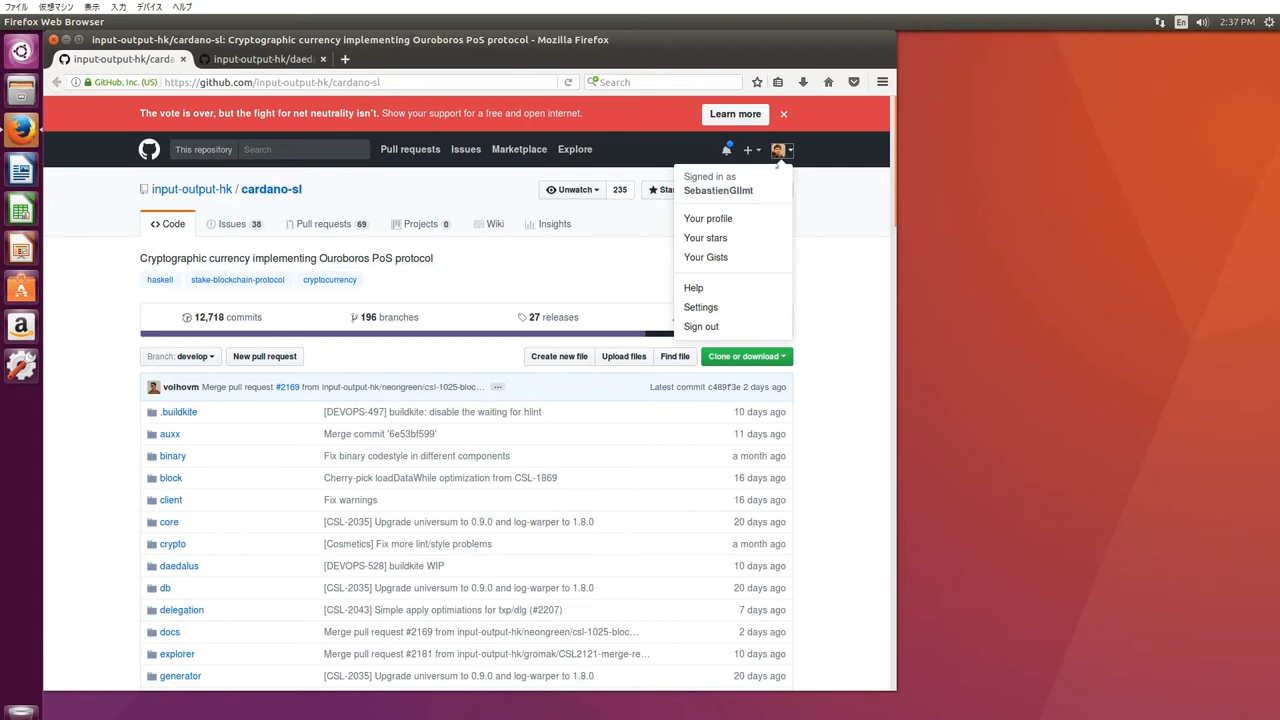 ファイル 仮想マシン 表示 入力 デバイス ヘルプ
Firefox Web Browser
En
2:37 PM
input-output-hk/cardano-sl: Cryptographic currency implementing Ouroboros PoS protocol - Mozilla Firefox
input-output-hk/carda
input-output-hk/daed
GitHub, Inc. (US)
https://github.com/input-output-hk/cardano-sl
Search
The vote is over, but the fight for net neutrality isn't. Show your support for a free and open internet.
Learn more
This repository
Search
Pull requests
Issues
Marketplace
Explore
Signed in as
SebastienGllmt
Your profile
Your stars
Your Gists
Help
Settings
Sign out
input-output-hk / cardano-sl
Unwatch
235
Code
Issues 38
Pull requests 69
Projects 0
Wiki
Insights
Cryptographic currency implementing Ouroboros PoS protocol
haskell
stake-blockchain-protocol
cryptocurrency
12,718 commits
196 branches
27 releases
Branch: develop
New pull request
Create new file
Upload files
Find file
Clone or download
volhovm Merge pull request #2169 from input-output-hk/neongreen/csl-1025-bloc... Latest commit c489f3e 2 days ago
.buildkite [DEVOPS-497] buildkite: disable the waiting for hlint 10 days ago
auxx Merge commit '6e53bf599' 11 days ago
binary Fix binary codestyle in different components a month ago
block Cherry-pick loadDataWhile optimization from CSL-1869 16 days ago
client Fix warnings 16 days ago
core [CSL-2035] Upgrade universum to 0.9.0 and log-warper to 1.8.0 20 days ago
crypto [Cosmetics] Fix more lint/style problems a month ago
daedalus [DEVOPS-528] buildkite WIP 10 days ago
db [CSL-2035] Upgrade universum to 0.9.0 and log-warper to 1.8.0 20 days ago
delegation [CSL-2043] Simple apply optimiations for txp/dlg (#2207) 7 days ago
docs Merge pull request #2169 from input-output-hk/neongreen/csl-1025-bloc... 2 days ago
explorer Merge pull request #2181 from input-output-hk/gromak/CSL2121-merge-re... 10 days ago
generator [CSL-2035] Upgrade universum to 0.9.0 and log-warper to 1.8.0 20 days ago